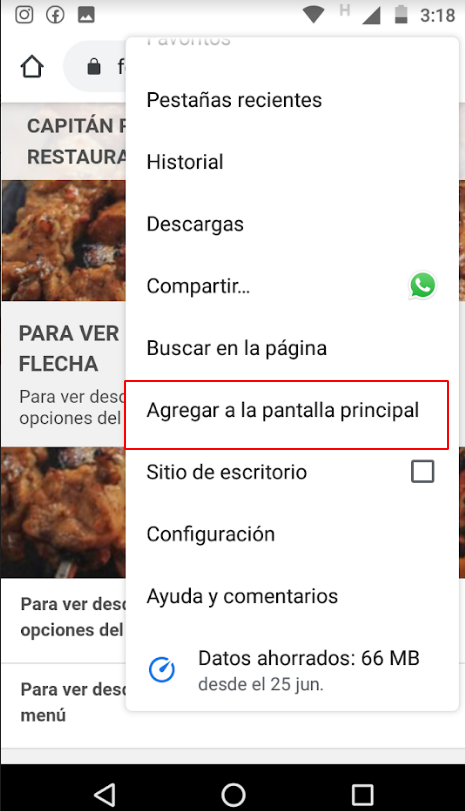 H 3:18
Favoritos
CAPITÁN
RESTAURA
Pestañas recientes
Historial
Descargas
Compartir...
Buscar en la página
Agregar a la pantalla principal
Sitio de escritorio
Configuración
Ayuda y comentarios
Datos ahorrados: 66 MB
desde el 25 jun.
PARA VER
FLECHA
Para ver desc
opciones del
Para ver desc
opciones del
Para ver desc
menú